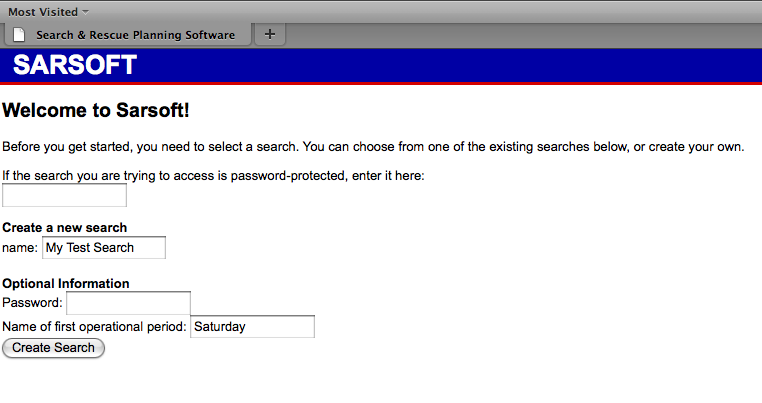 Most Visited
Search & Rescue Planning Software
+
SARSOFT
Welcome to Sarsoft!
Before you get started, you need to select a search. You can choose from one of the existing searches below, or create your own.
If the search you are trying to access is password-protected, enter it here:
Create a new search
name: My Test Search
Optional Information
Password:
Name of first operational period: Saturday
Create Search